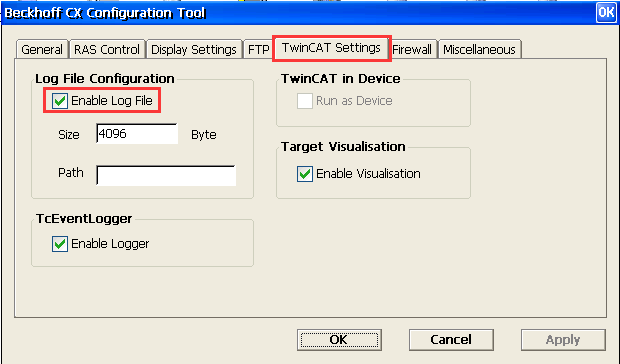 Beckhoff CX Configuration Tool OK
General RAS Control Display Settings FTP TwinCAT Settings Firewall Miscellaneous
Log File Configuration
Enable Log File
Size 4096 Byte
Path
TcEventLogger
Enable Logger
TwinCAT in Device
Run as Device
Target Visualisation
Enable Visualisation
OK Cancel Apply